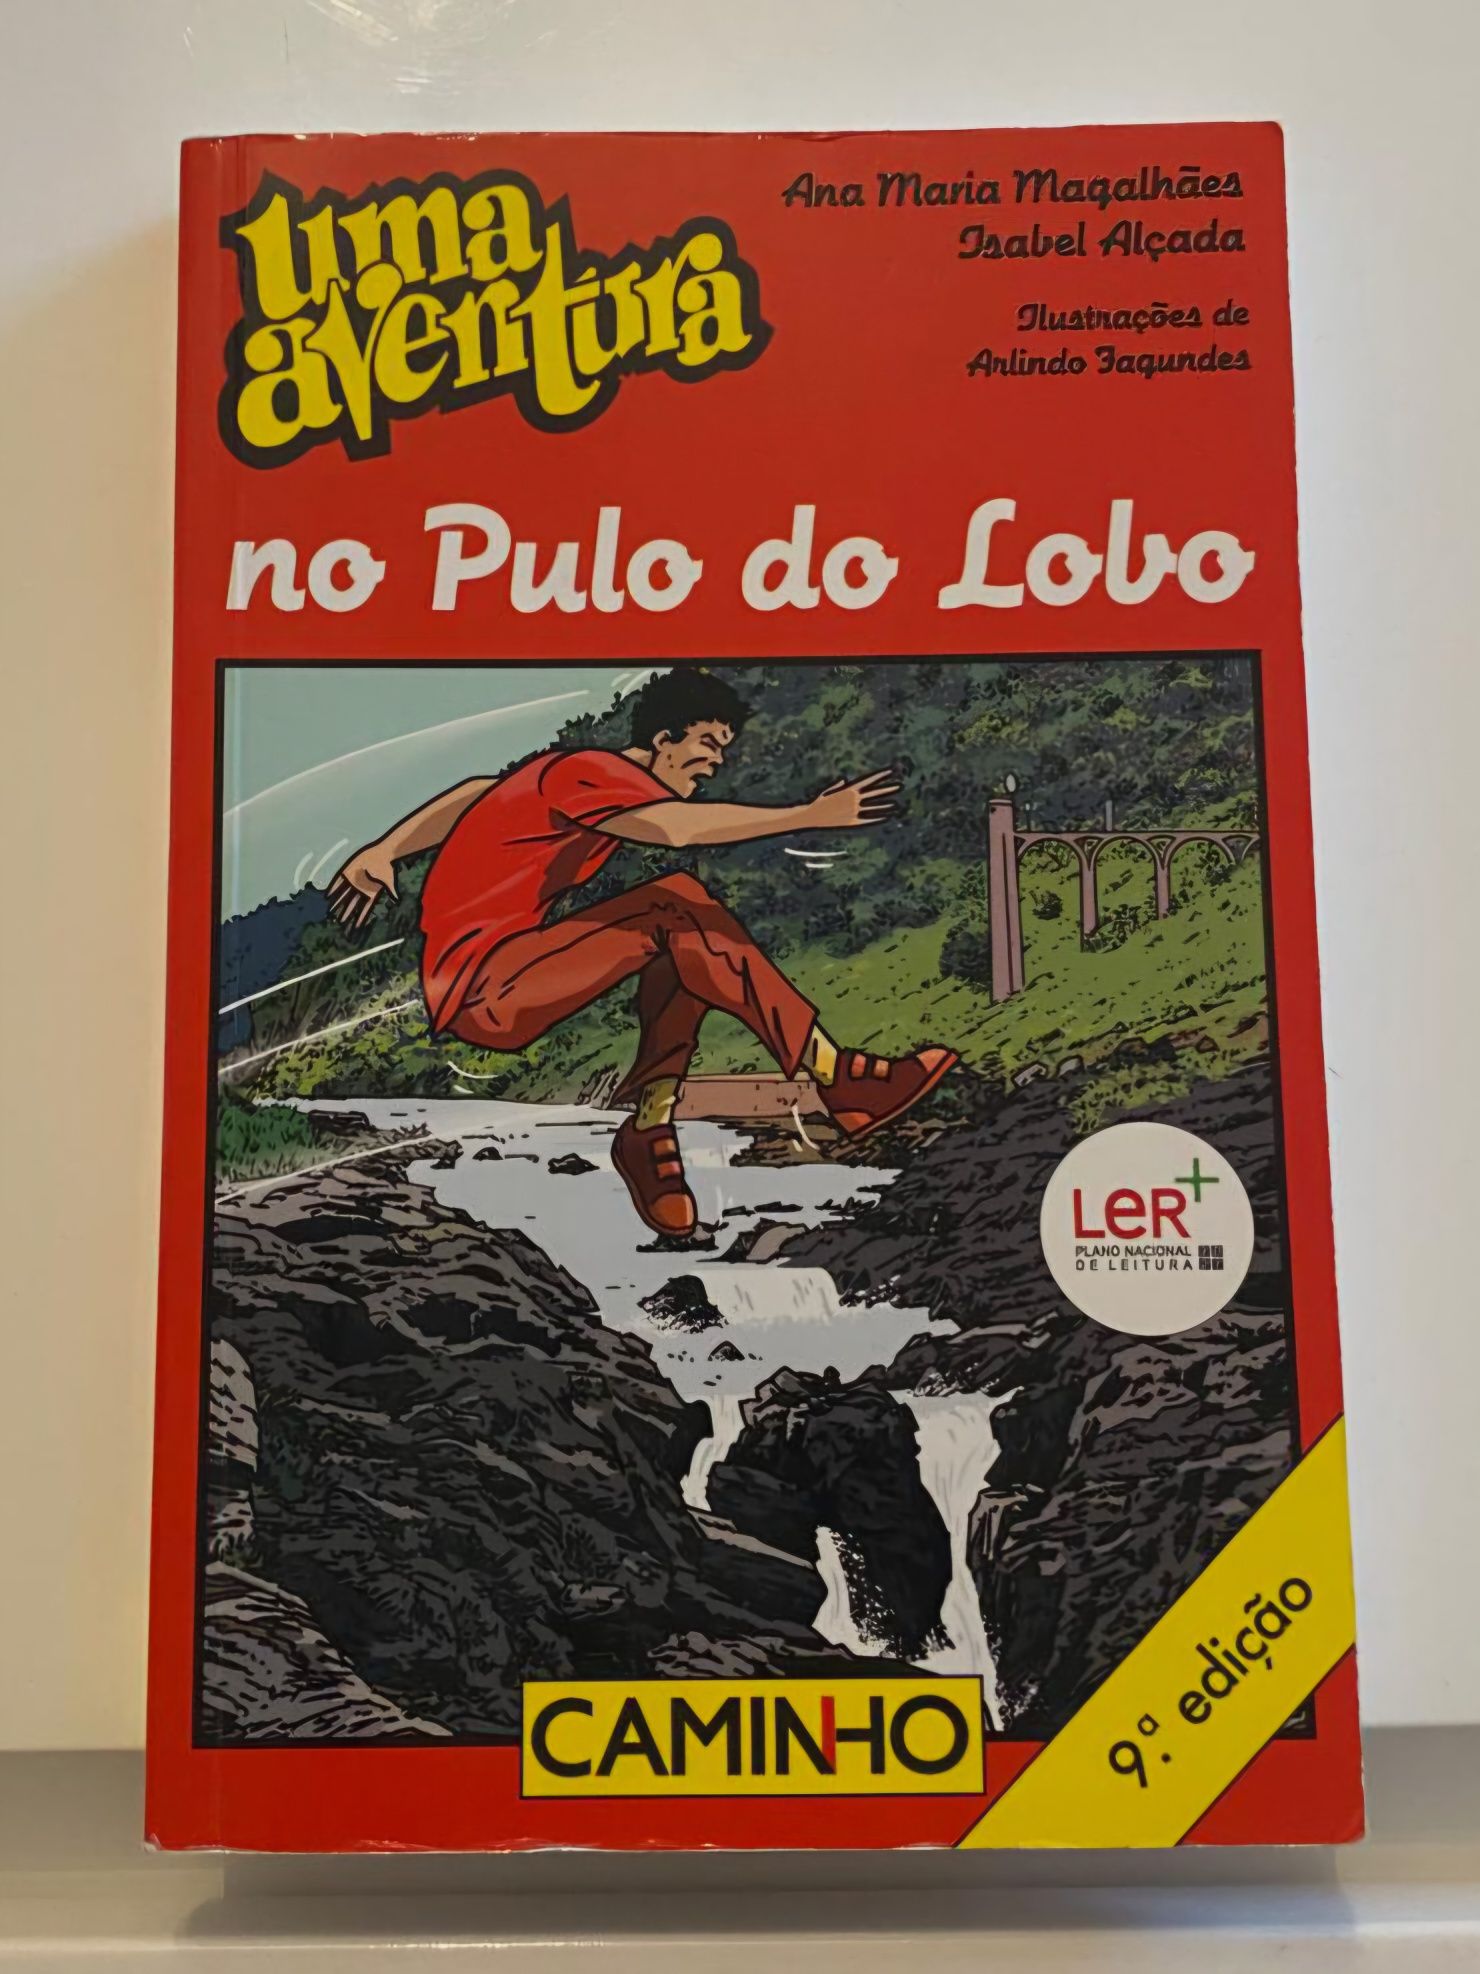 uma
aventura
Ana Maria Magalhães
Isabel Alçada
Ilustrações de
Arlindo Fagundes
no Pulo do Lobo
LeR+
PLANO NACIONAL
DE LEITURA
CAMINHO
9.ª edição